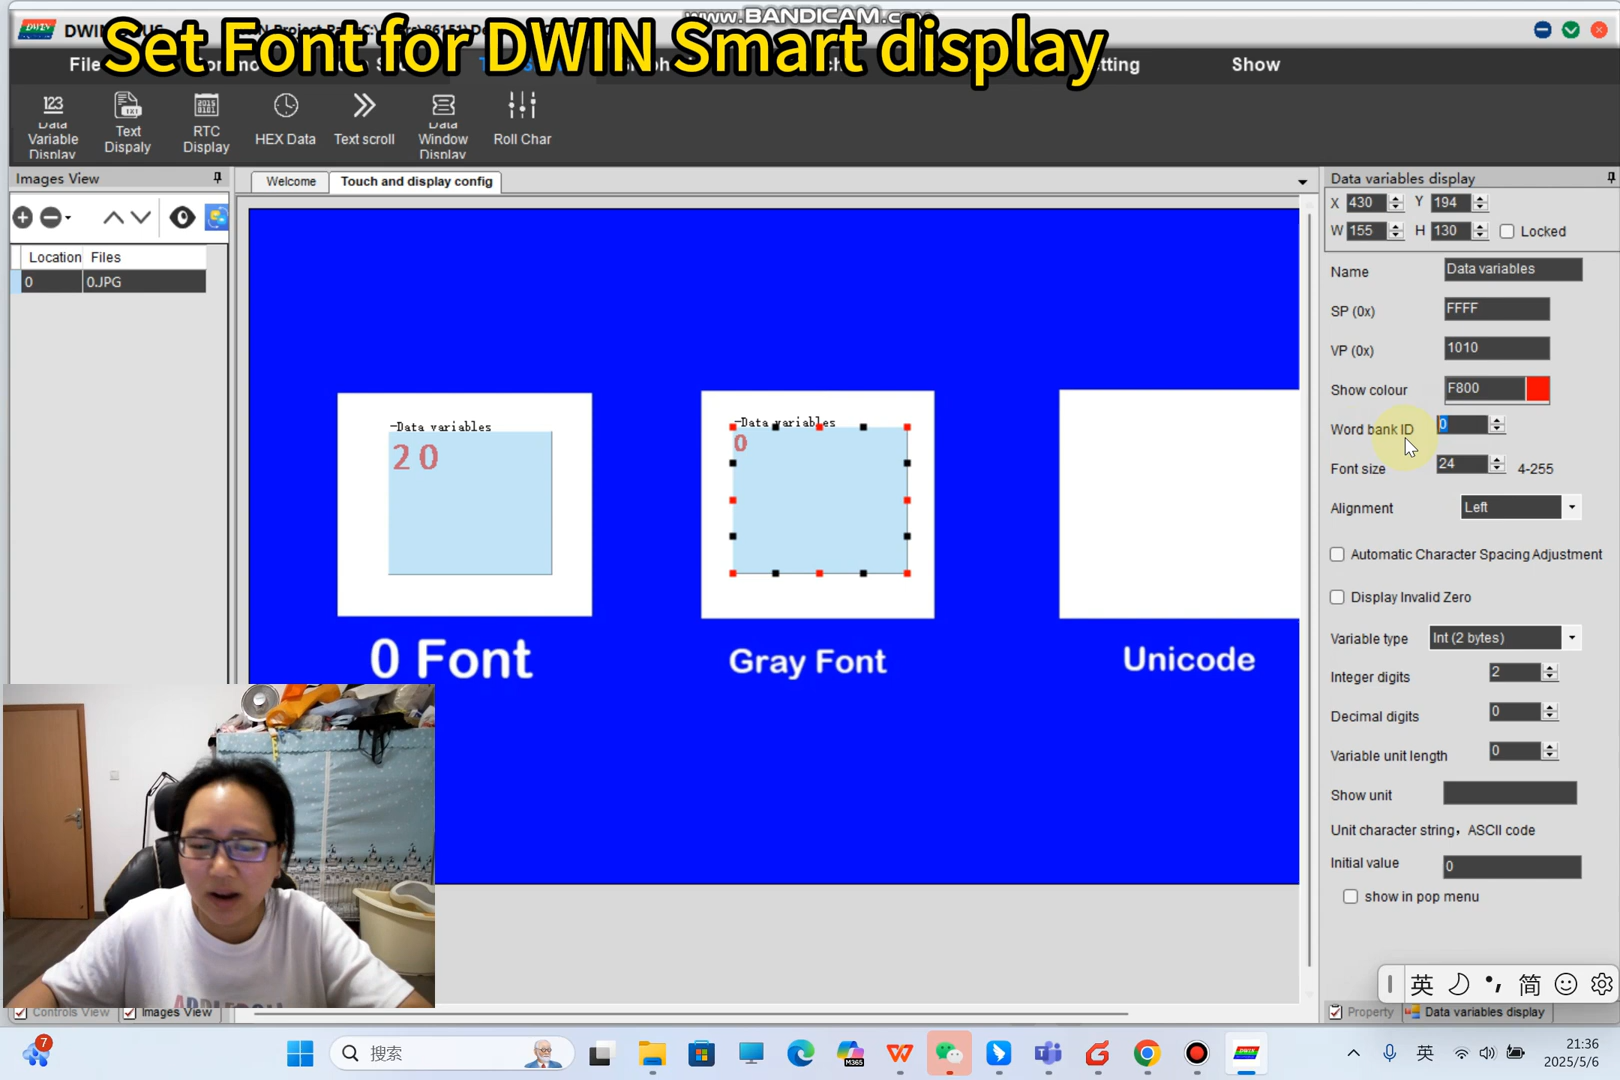 www.BANDICAM.com
Set Font for DWIN Smart display
File
Show
123
Data Variable Display
Text Dispaly
RTC Display
HEX Data
Text scroll
Data Window Display
Roll Char
Images View
Welcome
Touch and display config
Location Files
0 0.JPG
-Data variables
20
0 Font
-Data variables
0
Gray Font
Unicode
Data variables display
X 430 Y 194
W 155 H 130 Locked
Name Data variables
SP (0x) FFFF
VP (0x) 1010
Show colour F800
Word bank ID 0
Font size 24 4-255
Alignment Left
Automatic Character Spacing Adjustment
Display Invalid Zero
Variable type Int (2 bytes)
Integer digits 2
Decimal digits 0
Variable unit length 0
Show unit
Unit character string，ASCII code
Initial value 0
show in pop menu
英 简
Controls View Images View
Property Data variables display
7
搜索
M365
英
21:36
2025/5/6